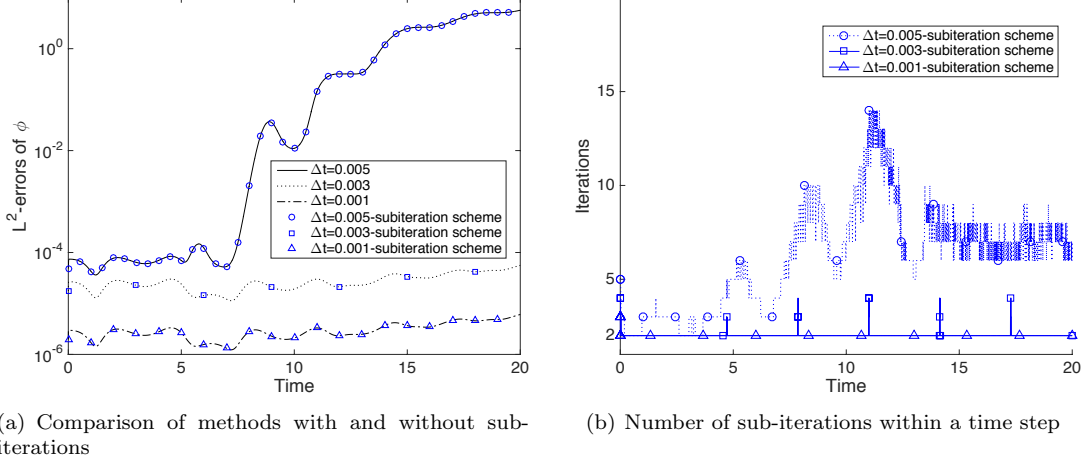 10^0
10^-2
10^-4
10^-6
L^2-errors of ϕ
Δt=0.005
Δt=0.003
Δt=0.001
Δt=0.005-subiteration scheme
Δt=0.003-subiteration scheme
Δt=0.001-subiteration scheme
0 5 10 15 20
Time
a) Comparison of methods with and without sub-
iterations
15
10
5
2
Iterations
Δt=0.005-subiteration scheme
Δt=0.003-subiteration scheme
Δt=0.001-subiteration scheme
0 5 10 15 20
Time
(b) Number of sub-iterations within a time step